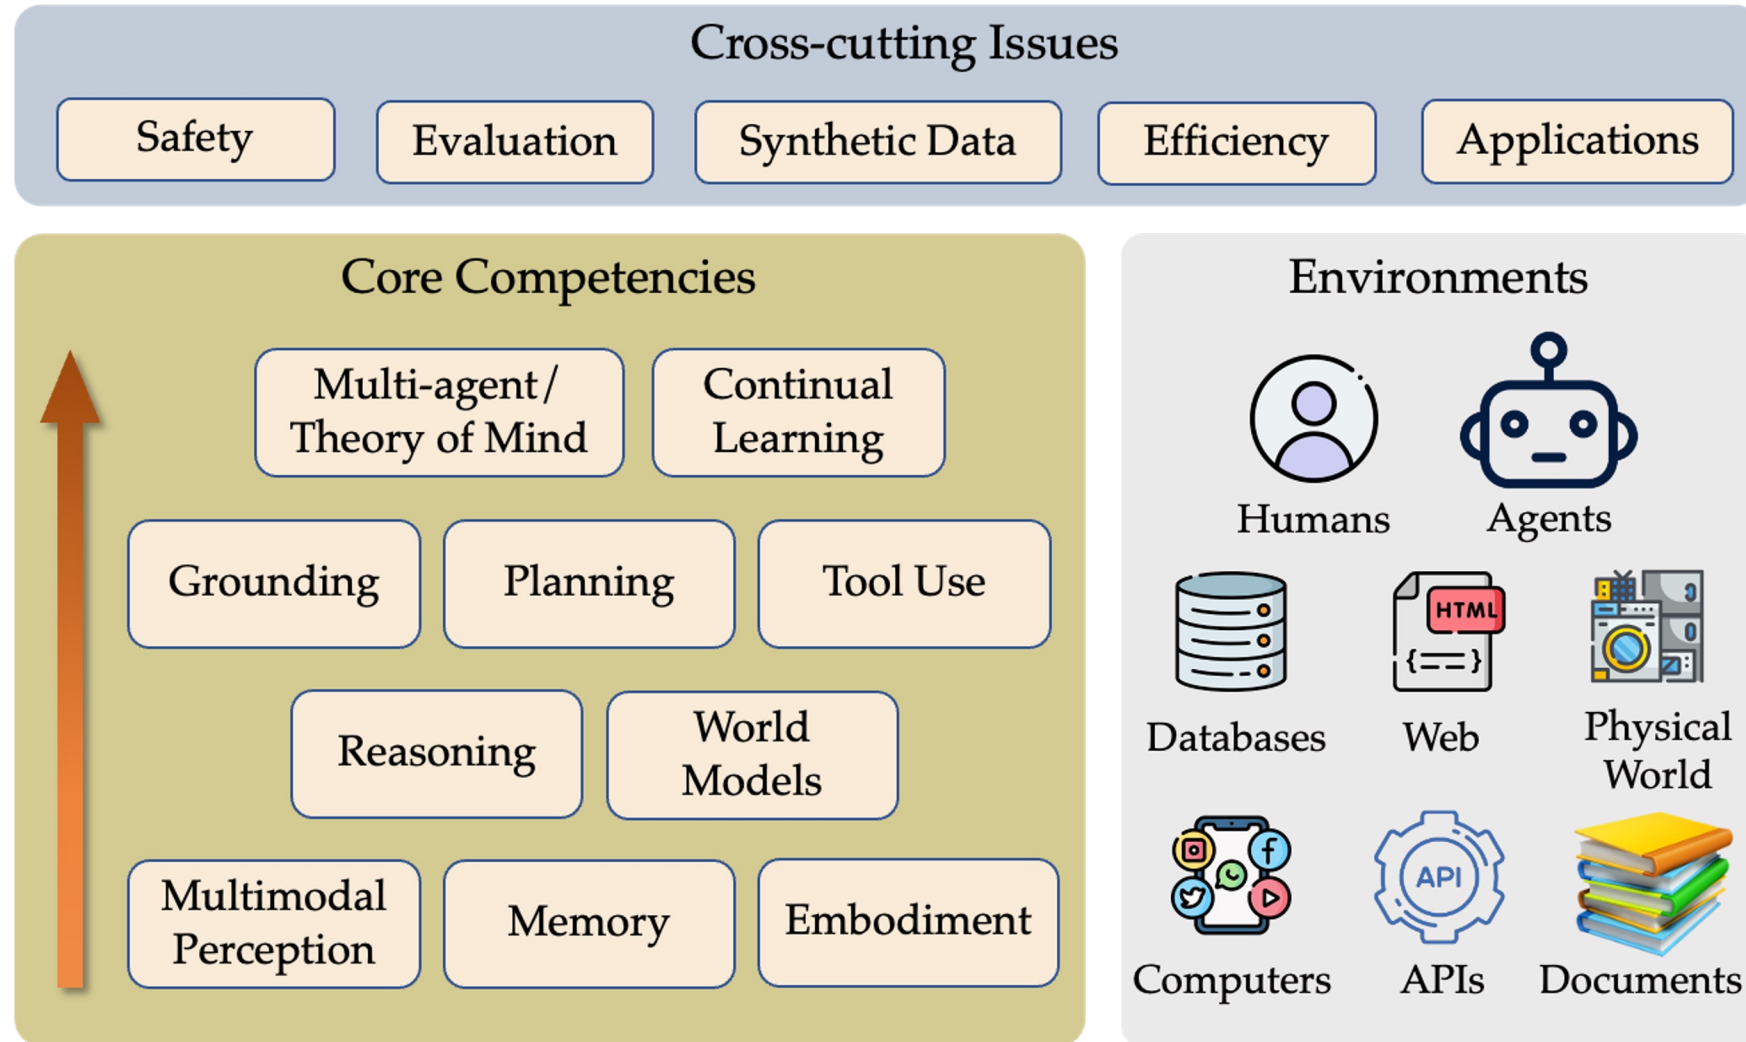 Cross-cutting Issues
Safety
Evaluation
Synthetic Data
Efficiency
Applications
Core Competencies
Multi-agent/
Theory of Mind
Continual
Learning
Grounding
Planning
Tool Use
Reasoning
World
Models
Multimodal
Perception
Memory
Embodiment
Environments
Humans
Agents
HTML
{==}
Databases
Web
Physical
World
API
Computers
APIs
Documents